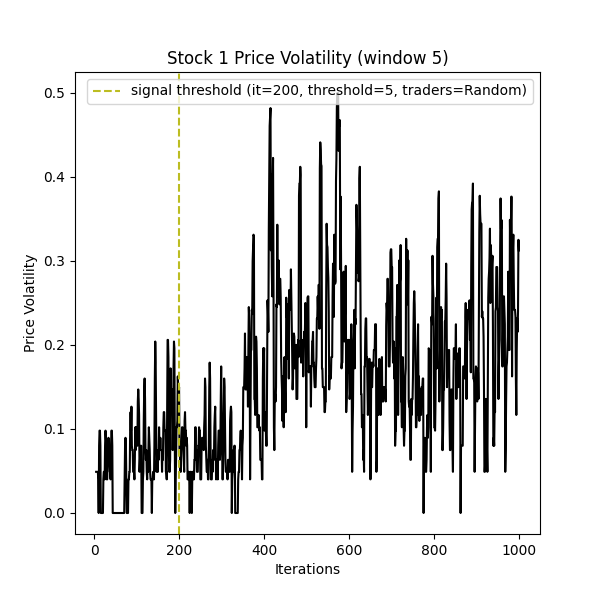 Stock 1 Price Volatility (window 5)
signal threshold (it=200, threshold=5, traders=Random)
0.5
0.4
0.3
0.2
0.1
0.0
Price Volatility
0 200 400 600 800 1000
Iterations